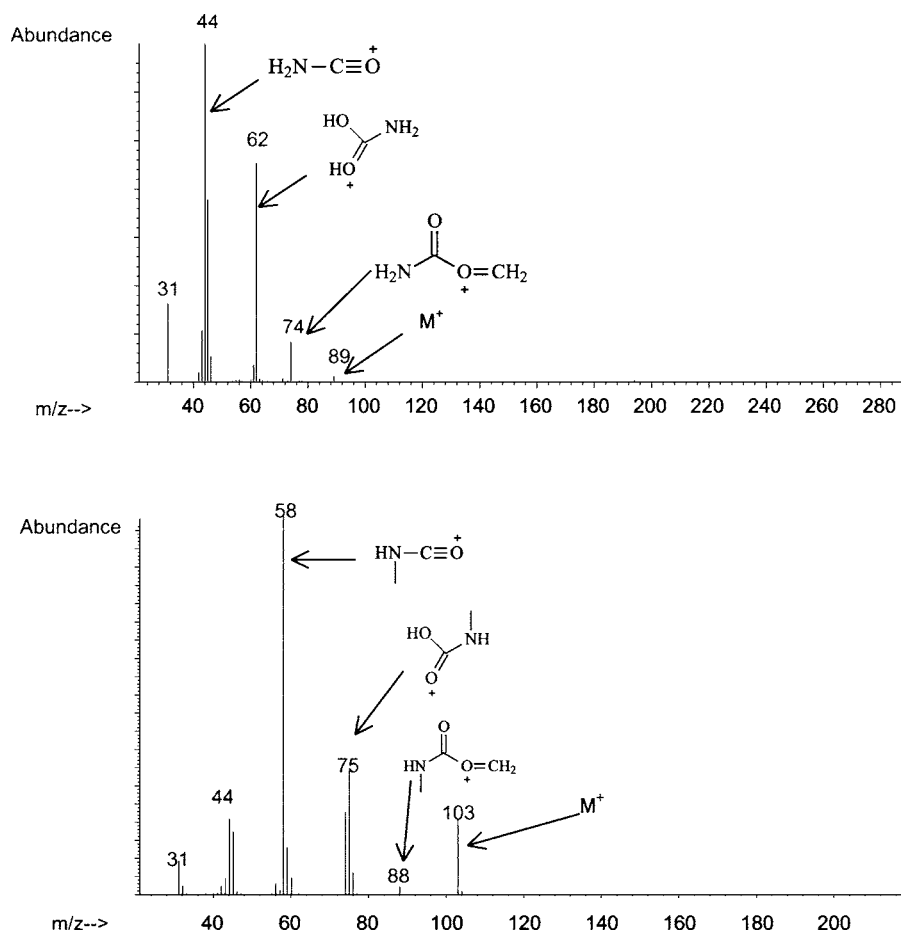 Abundance
44
H₂N—C≡O
+
HO
NH₂
62
HO
+
O
H₂N
O=CH₂
+
31
74
M⁺
89
m/z-->
40 60 80 100 120 140 160 180 200 220 240 260 280
Abundance
58
HN—C≡O
+
HO
NH
O
+
O
HN
O=CH₂
+
75
44
103
M⁺
31
88
m/z-->
40 60 80 100 120 140 160 180 200